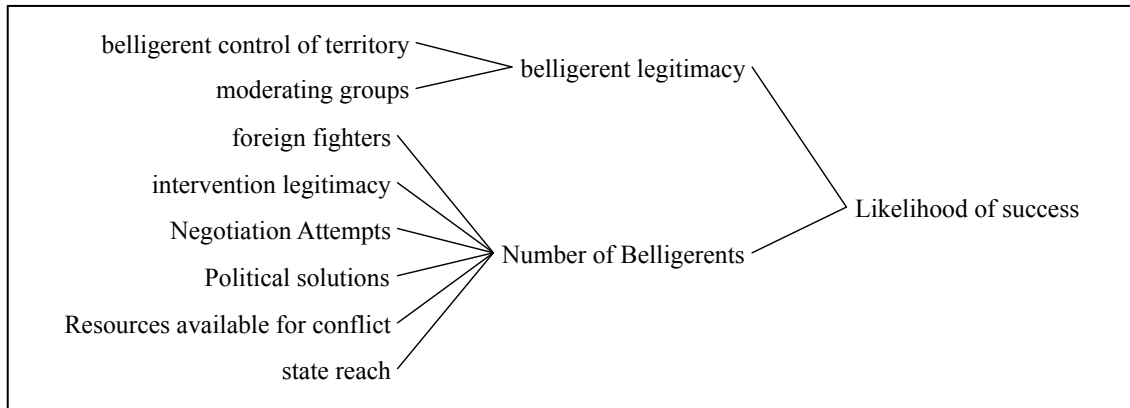 belligerent control of territory
moderating groups
belligerent legitimacy
foreign fighters
intervention legitimacy
Negotiation Attempts
Political solutions
Resources available for conflict
state reach
Number of Belligerents
Likelihood of success